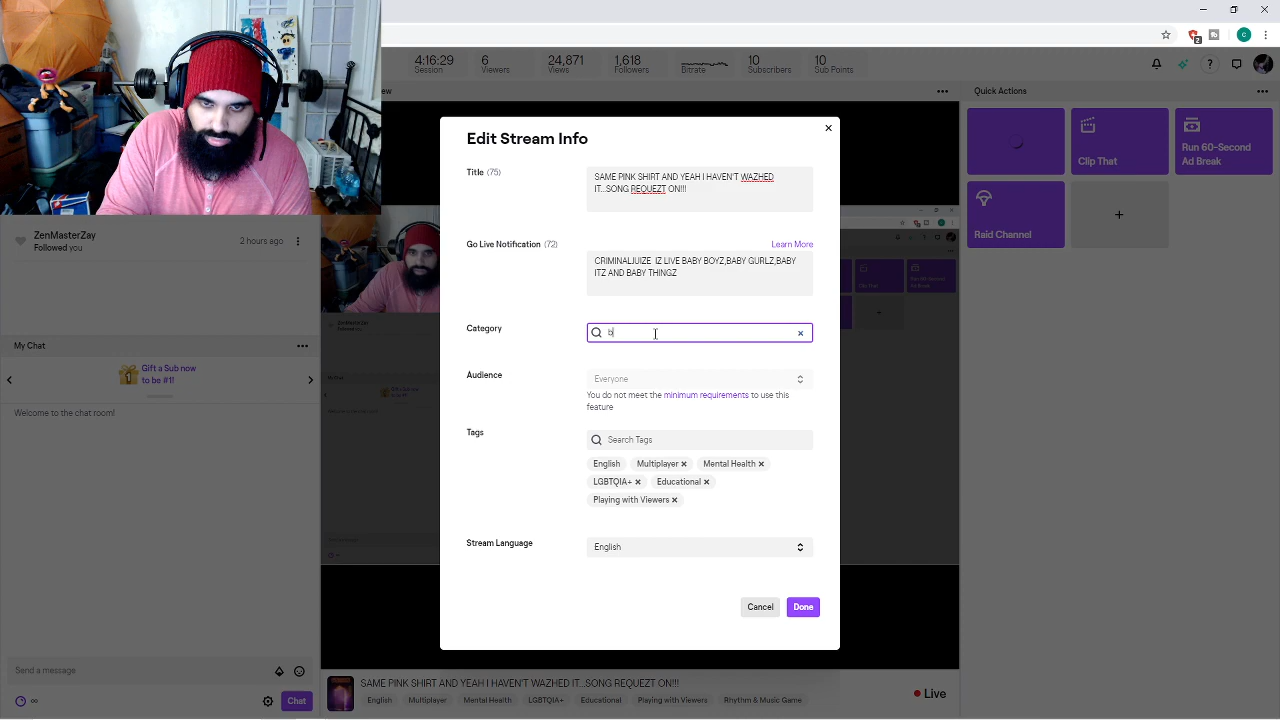 4:16:29
Session
6
Viewers
24,871
Views
1,618
Followers
Bitrate
10
Subscribers
10
Sub Points
2
C
?
Quick Actions
Clip That
Run 60-Second
Ad Break
Raid Channel
ZenMasterZay
Followed you
2 hours ago
My Chat
Gift a Sub now
to be #1!
1
Welcome to the chat room!
Send a message
Chat
Edit Stream Info
Title (75)
SAME PINK SHIRT AND YEAH I HAVEN'T WAZHED
IT...SONG REQUEZT ON!!!
Go Live Notification (72)
Learn More
CRIMINALJUIZE IZ LIVE BABY BOYZ,BABY GURLZ,BABY
ITZ AND BABY THINGZ
Category
b
Audience
Everyone
You do not meet the minimum requirements to use this
feature
Tags
Search Tags
English
Multiplayer
Mental Health
LGBTQIA+
Educational
Playing with Viewers
Stream Language
English
Cancel
Done
SAME PINK SHIRT AND YEAH I HAVEN'T WAZHED IT...SONG REQUEZT ON!!!
English Multiplayer Mental Health LGBTQIA+ Educational Playing with Viewers Rhythm & Music Game
Live